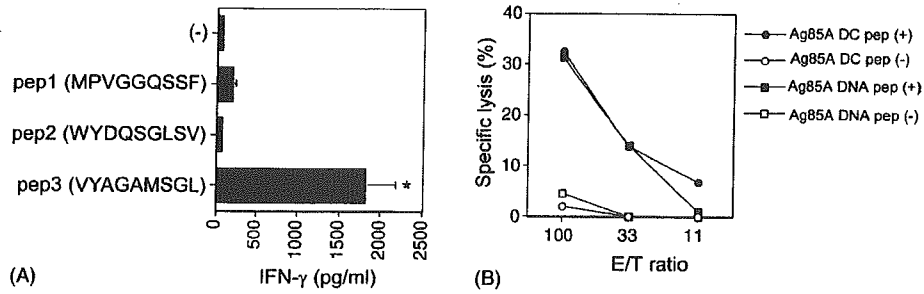 (-)
pep1 (MPVGGQSSF)
pep2 (WYDQSGLSV)
pep3 (VYAGAMSGL)
*
0
500
1000
1500
2000
2500
IFN-γ (pg/ml)
(A)
Specific lysis (%)
40
30
20
10
0
100
33
11
E/T ratio
(B)
Ag85A DC pep (+)
Ag85A DC pep (-)
Ag85A DNA pep (+)
Ag85A DNA pep (-)